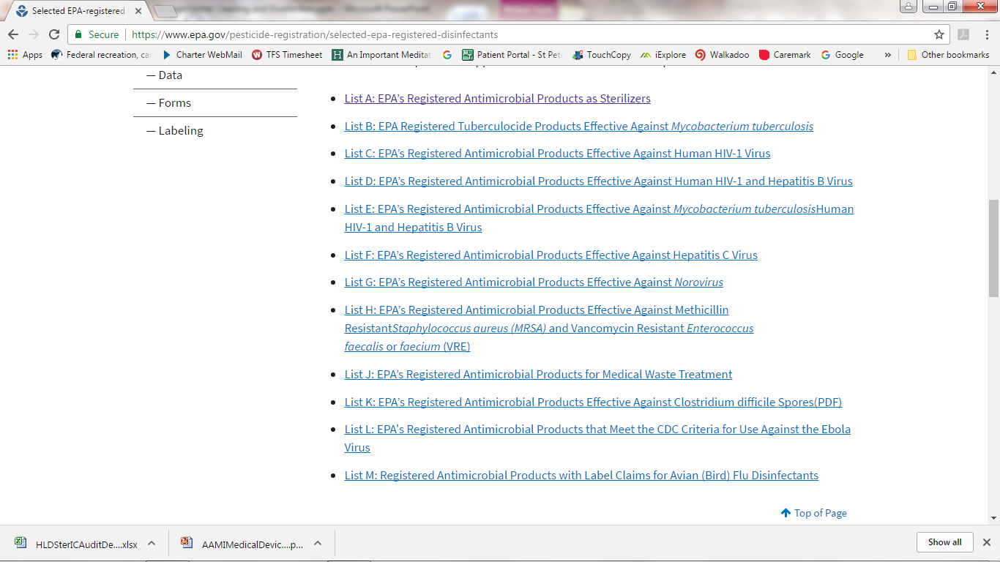 Selected EPA-registered
Secure
https://www.epa.gov/pesticide-registration/selected-epa-registered-disinfectants
Apps
Federal recreation, ca
Charter WebMail
TFS Timesheet
An Important Meditat
Patient Portal - St Pet
TouchCopy
iExplore
Walkadoo
Caremark
Google
»
Other bookmarks
— Data
— Forms
— Labeling
• List A: EPA’s Registered Antimicrobial Products as Sterilizers
• List B: EPA Registered Tuberculocide Products Effective Against Mycobacterium tuberculosis
• List C: EPA’s Registered Antimicrobial Products Effective Against Human HIV-1 Virus
• List D: EPA’s Registered Antimicrobial Products Effective Against Human HIV-1 and Hepatitis B Virus
• List E: EPA’s Registered Antimicrobial Products Effective Against Mycobacterium tuberculosisHuman
HIV-1 and Hepatitis B Virus
• List F: EPA’s Registered Antimicrobial Products Effective Against Hepatitis C Virus
• List G: EPA’s Registered Antimicrobial Products Effective Against Norovirus
• List H: EPA’s Registered Antimicrobial Products Effective Against Methicillin
ResistantStaphylococcus aureus (MRSA) and Vancomycin Resistant Enterococcus
faecalis or faecium (VRE)
• List J: EPA’s Registered Antimicrobial Products for Medical Waste Treatment
• List K: EPA’s Registered Antimicrobial Products Effective Against Clostridium difficile Spores(PDF)
• List L: EPA's Registered Antimicrobial Products that Meet the CDC Criteria for Use Against the Ebola
Virus
• List M: Registered Antimicrobial Products with Label Claims for Avian (Bird) Flu Disinfectants
Top of Page
HLDSterICAuditDe....xlsx
AAMIMedicalDevic....p...
Show all